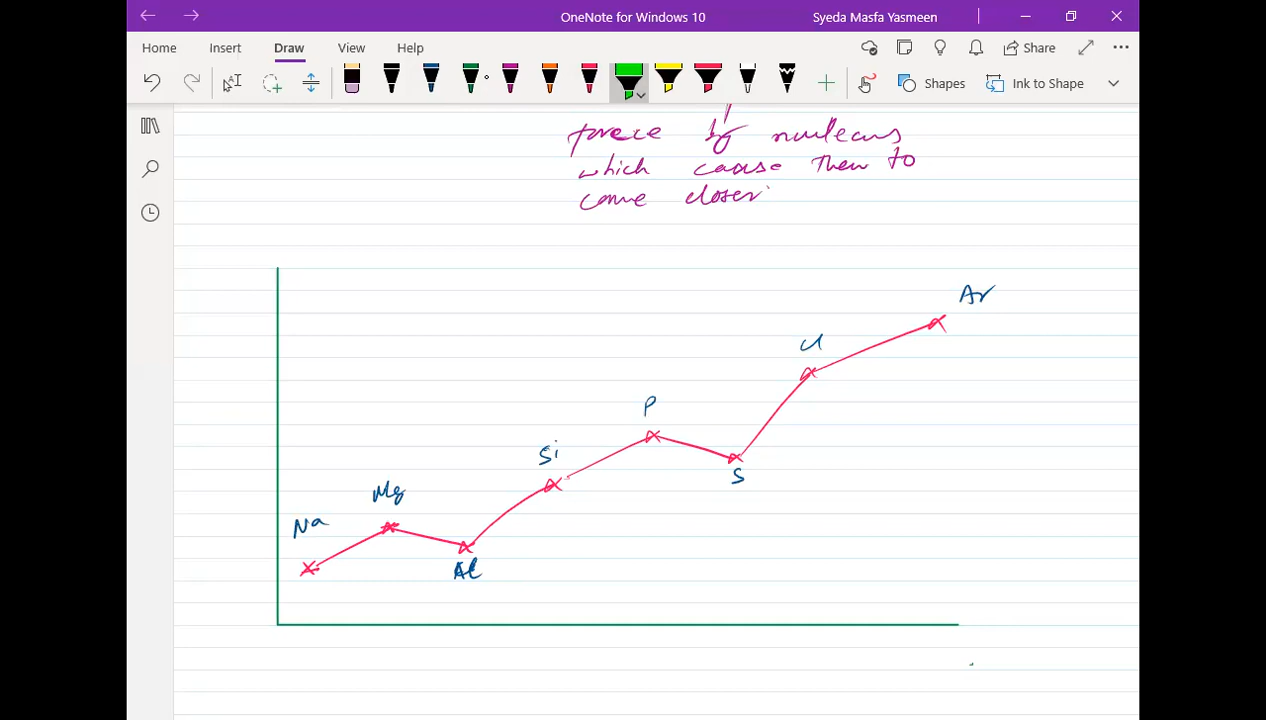 OneNote for Windows 10
Syeda Masfa Yasmeen
Home Insert Draw View Help
Share
Shapes
Ink to Shape
force by nucleus
which cause them to
come closer
Ar
Cl
P
Si
S
Mg
Na
Al